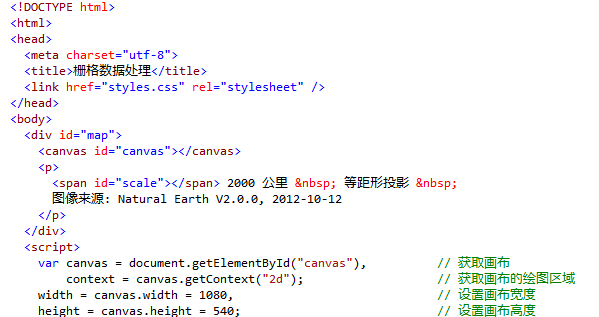 <!DOCTYPE html>
<html>
<head>
<meta charset="utf-8">
<title>栅格数据处理</title>
<link href="styles.css" rel="stylesheet" />
</head>
<body>
<div id="map">
<canvas id="canvas"></canvas>
<p>
<span id="scale"></span> 2000 公里 &nbsp; 等距形投影 &nbsp;
图像来源: Natural Earth V2.0.0, 2012-10-12
</p>
</div>
<script>
var canvas = document.getElementById("canvas"), // 获取画布
context = canvas.getContext("2d"); // 获取画布的绘图区域
width = canvas.width = 1080, // 设置画布宽度
height = canvas.height = 540; // 设置画布高度